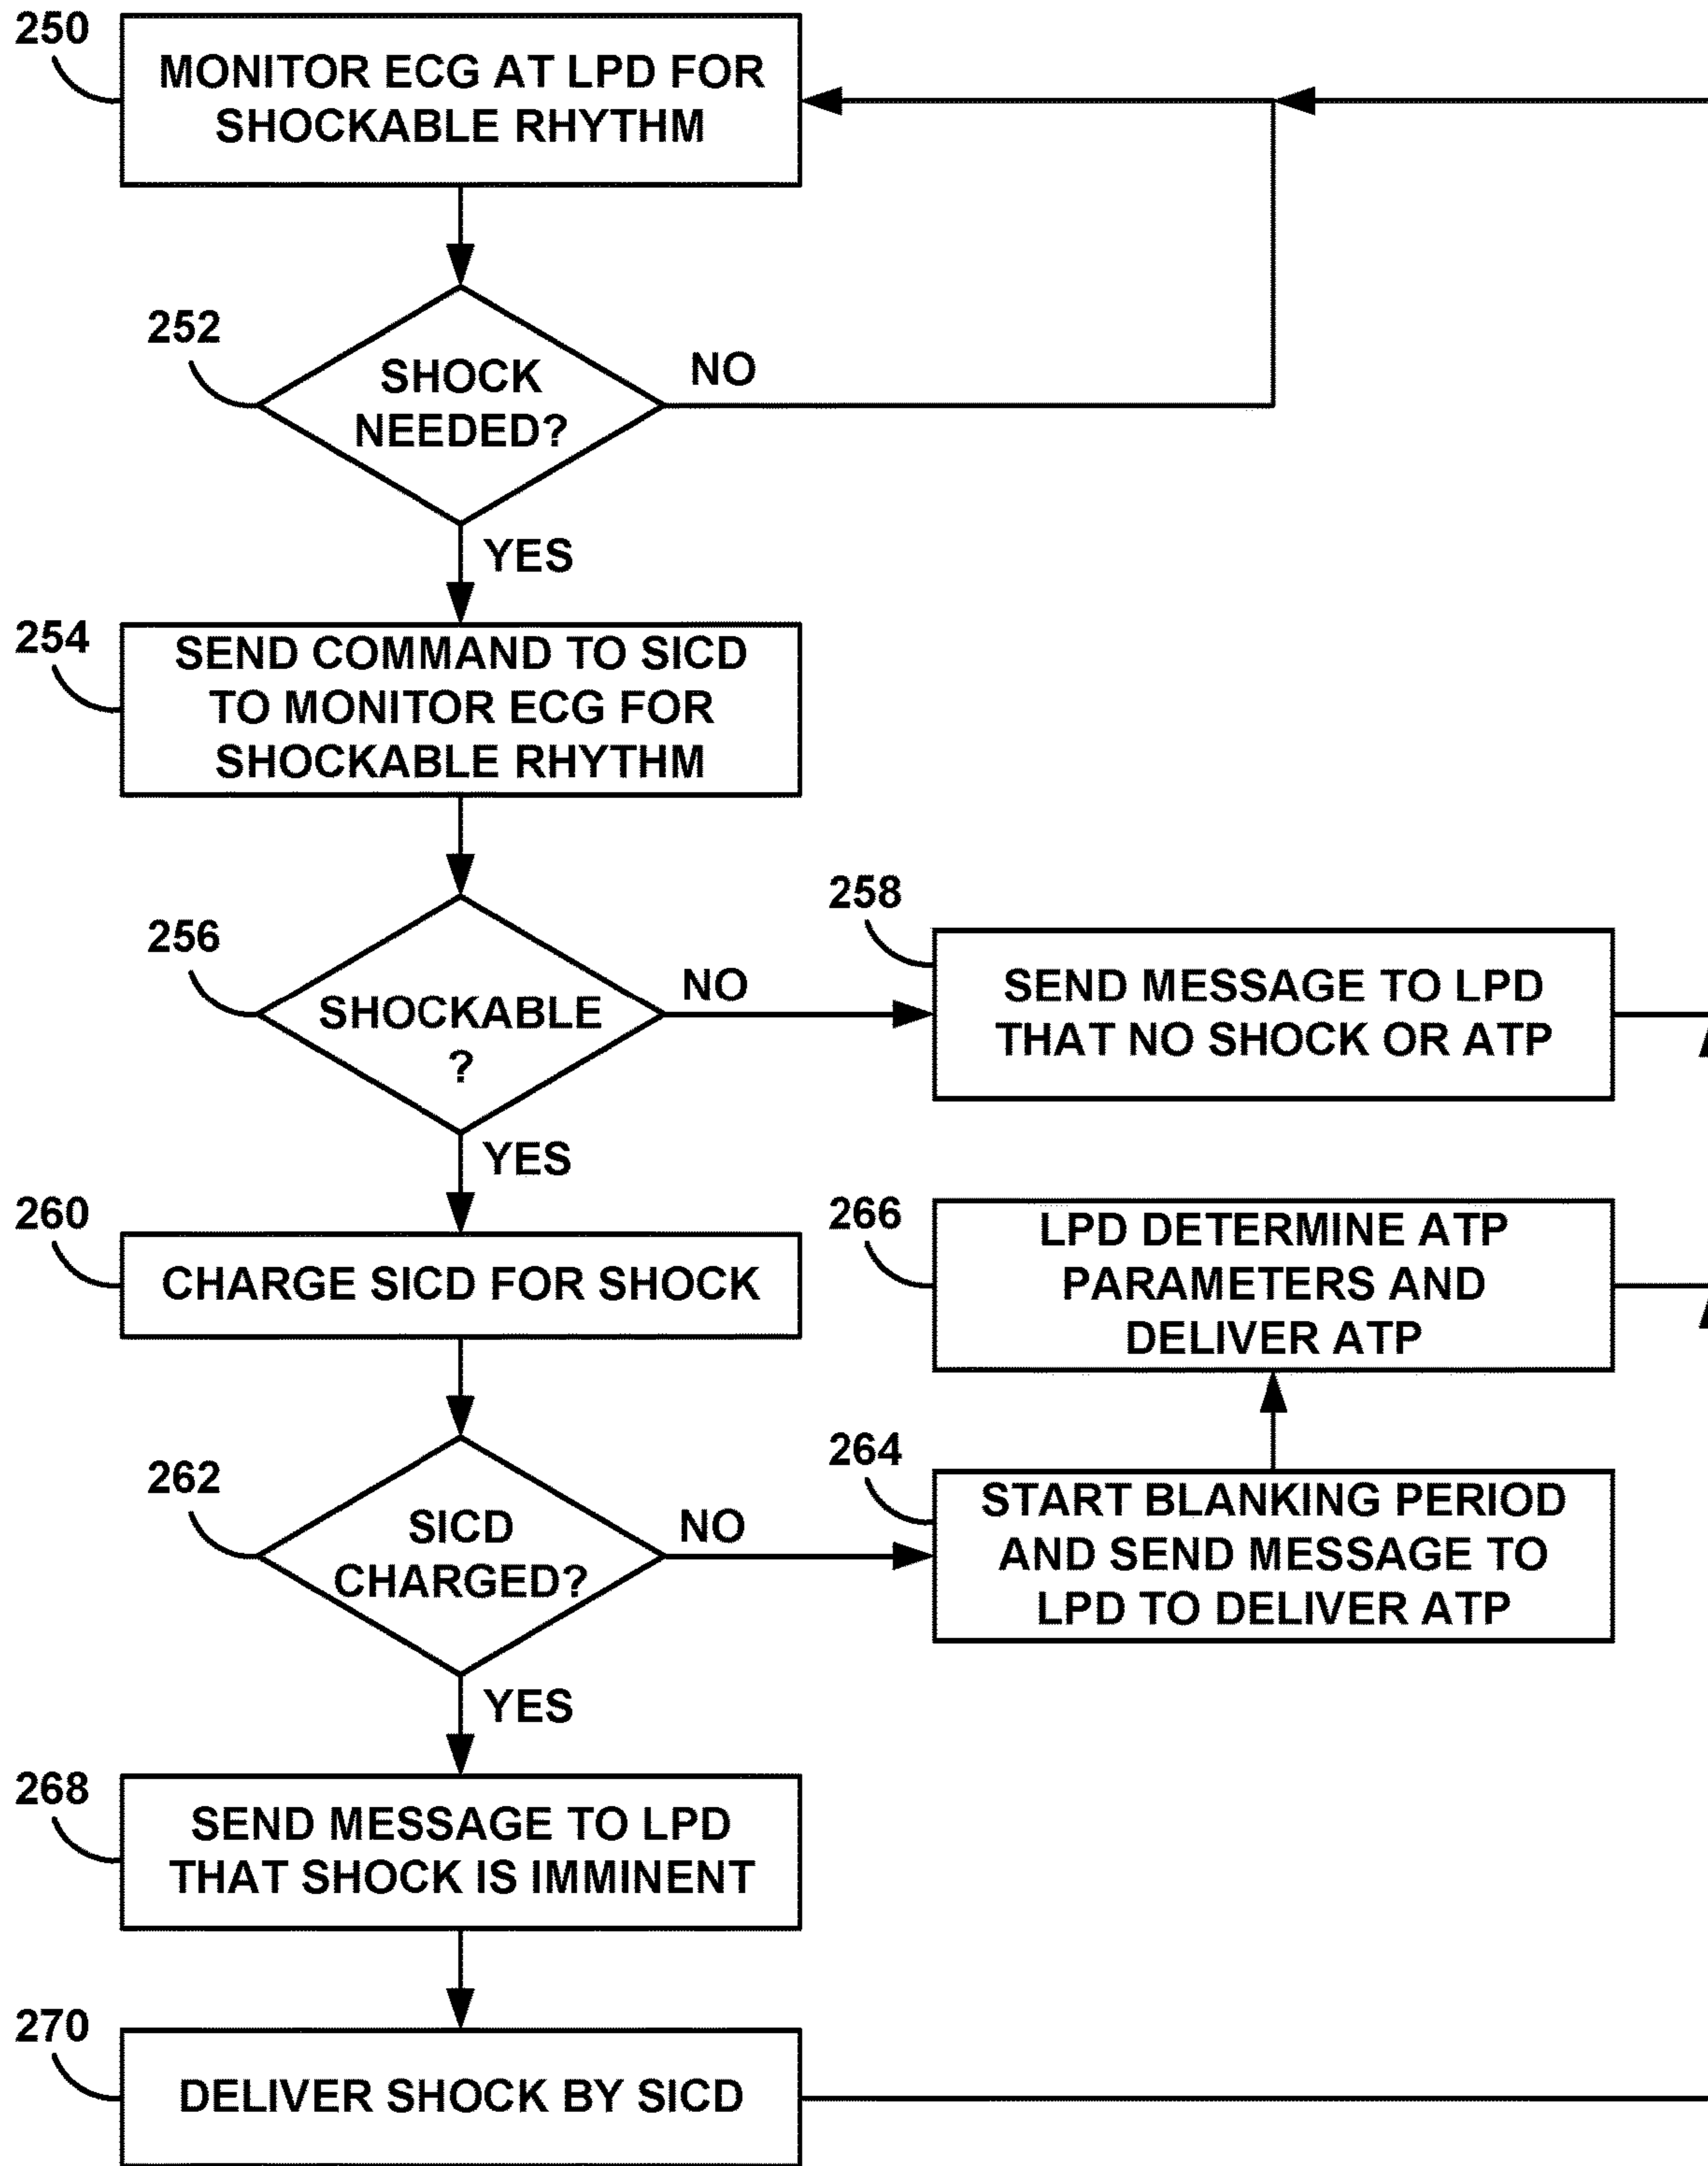 250
MONITOR ECG AT LPD FOR
SHOCKABLE RHYTHM
252
SHOCK
NEEDED?
NO
YES
254
SEND COMMAND TO SICD
TO MONITOR ECG FOR
SHOCKABLE RHYTHM
256
SHOCKABLE
?
NO
258
SEND MESSAGE TO LPD
THAT NO SHOCK OR ATP
YES
260
CHARGE SICD FOR SHOCK
266
LPD DETERMINE ATP
PARAMETERS AND
DELIVER ATP
262
SICD
CHARGED?
NO
264
START BLANKING PERIOD
AND SEND MESSAGE TO
LPD TO DELIVER ATP
YES
268
SEND MESSAGE TO LPD
THAT SHOCK IS IMMINENT
270
DELIVER SHOCK BY SICD